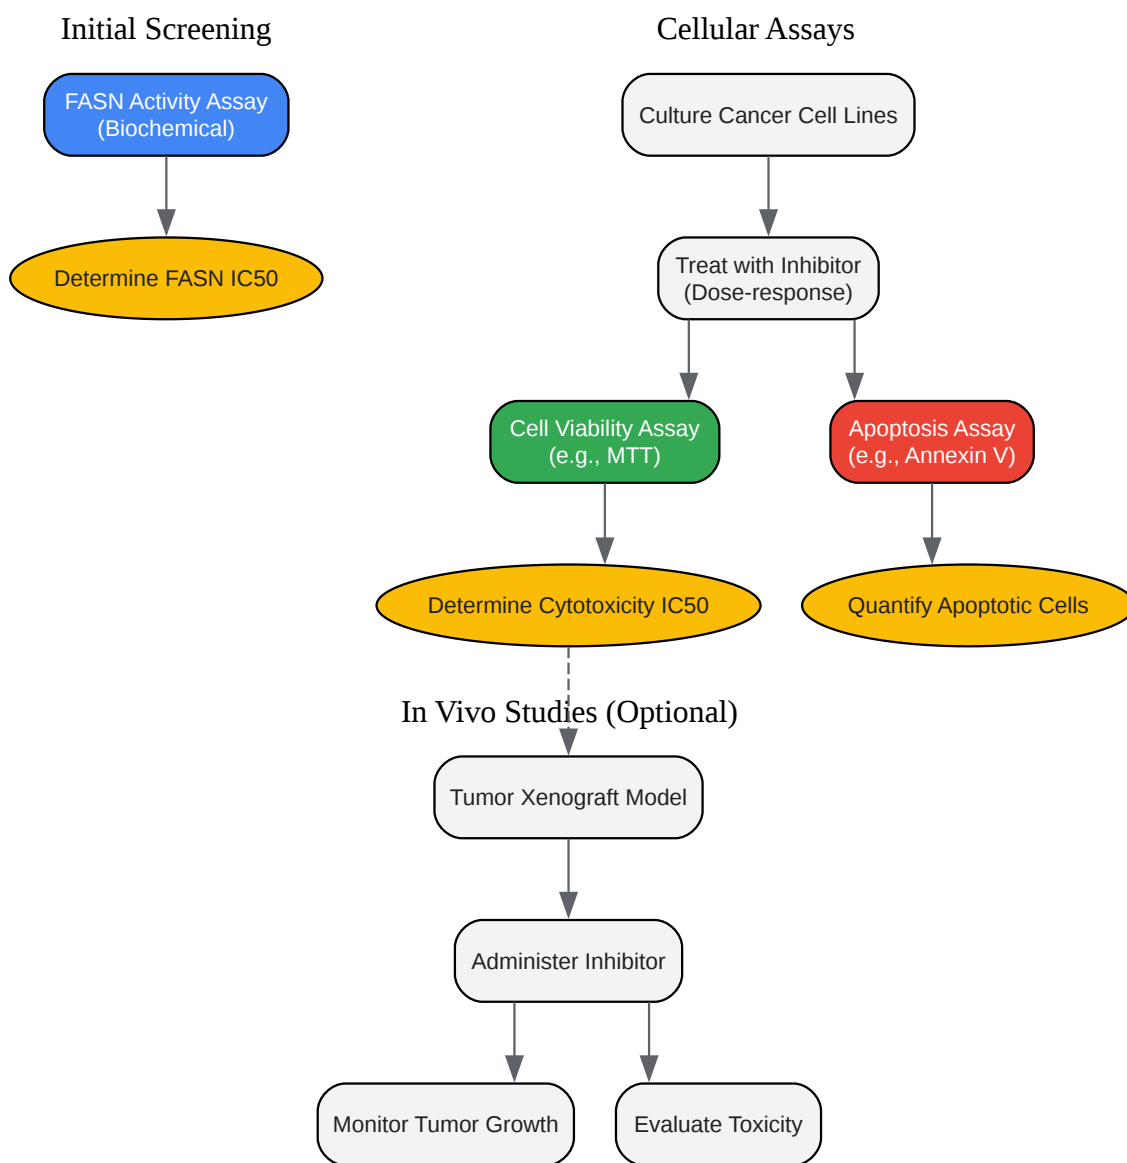 Initial Screening
FASN Activity Assay
(Biochemical)
Determine FASN IC50
Cellular Assays
Culture Cancer Cell Lines
Treat with Inhibitor
(Dose-response)
Cell Viability Assay
(e.g., MTT)
Apoptosis Assay
(e.g., Annexin V)
Determine Cytotoxicity IC50
Quantify Apoptotic Cells
In Vivo Studies (Optional)
Tumor Xenograft Model
Administer Inhibitor
Monitor Tumor Growth
Evaluate Toxicity